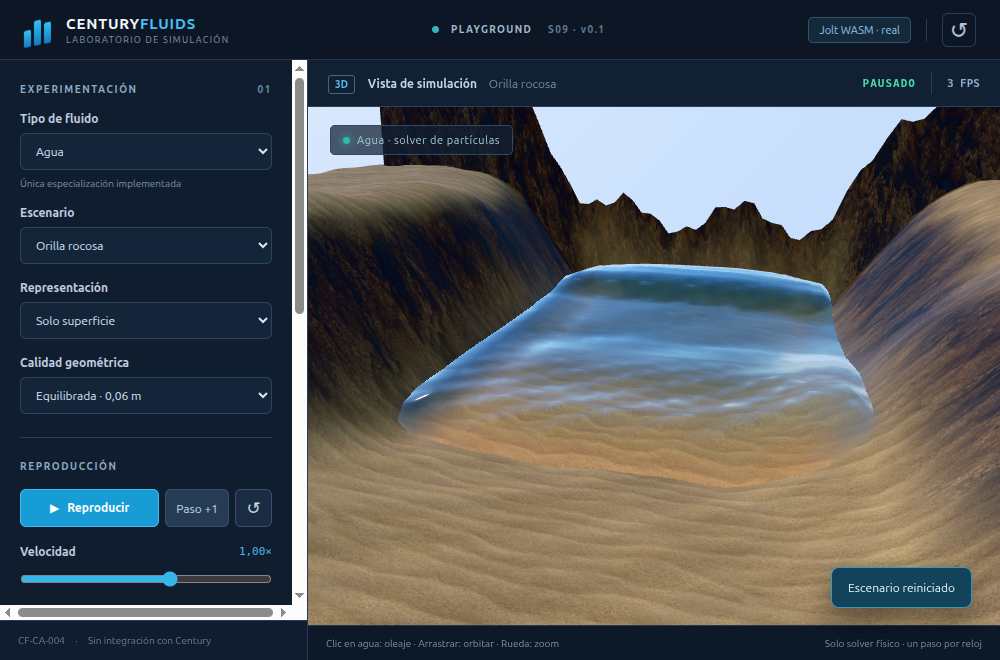 CENTURYFLUIDS
LABORATORIO DE SIMULACIÓN
PLAYGROUND S09 · v0.1
Jolt WASM · real
EXPERIMENTACIÓN 01
Tipo de fluido
Agua
Única especialización implementada
Escenario
Orilla rocosa
Representación
Solo superficie
Calidad geométrica
Equilibrada · 0,06 m
REPRODUCCIÓN
Reproducir
Paso +1
Velocidad 1,00×
CF-CA-004 · Sin integración con Century
3D Vista de simulación Orilla rocosa
PAUSADO 3 FPS
Agua · solver de partículas
Escenario reiniciado
Clic en agua: oleaje · Arrastrar: orbitar · Rueda: zoom
Solo solver físico · un paso por reloj